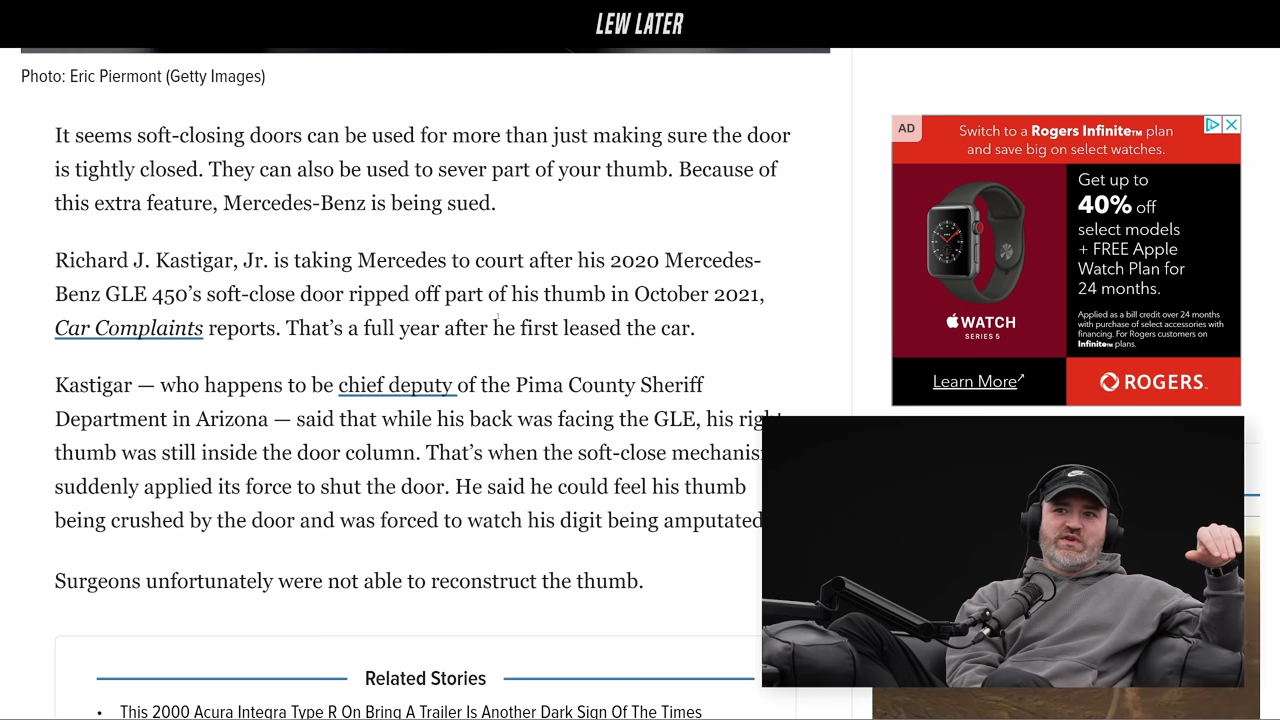 LEW LATER
Photo: Eric Piermont (Getty Images)
It seems soft-closing doors can be used for more than just making sure the door
is tightly closed. They can also be used to sever part of your thumb. Because of
this extra feature, Mercedes-Benz is being sued.
Richard J. Kastigar, Jr. is taking Mercedes to court after his 2020 Mercedes-
Benz GLE 450’s soft-close door ripped off part of his thumb in October 2021,
Car Complaints reports. That’s a full year after he first leased the car.
Kastigar — who happens to be chief deputy of the Pima County Sheriff
Department in Arizona — said that while his back was facing the GLE, his right
thumb was still inside the door column. That’s when the soft-close mechanism
suddenly applied its force to shut the door. He said he could feel his thumb
being crushed by the door and was forced to watch his digit being amputated
Surgeons unfortunately were not able to reconstruct the thumb.
Related Stories
• This 2000 Acura Integra Type R On Bring A Trailer Is Another Dark Sign Of The Times
AD
Switch to a Rogers Infinite™ plan
and save big on select watches.
Get up to
40% off
select models
+ FREE Apple
Watch Plan for
24 months.
WATCH
SERIES 5
Applied as a bill credit over 24 months
with purchase of select accessories with
financing. For Rogers customers on
Infinite™ plans.
Learn More
ROGERS™